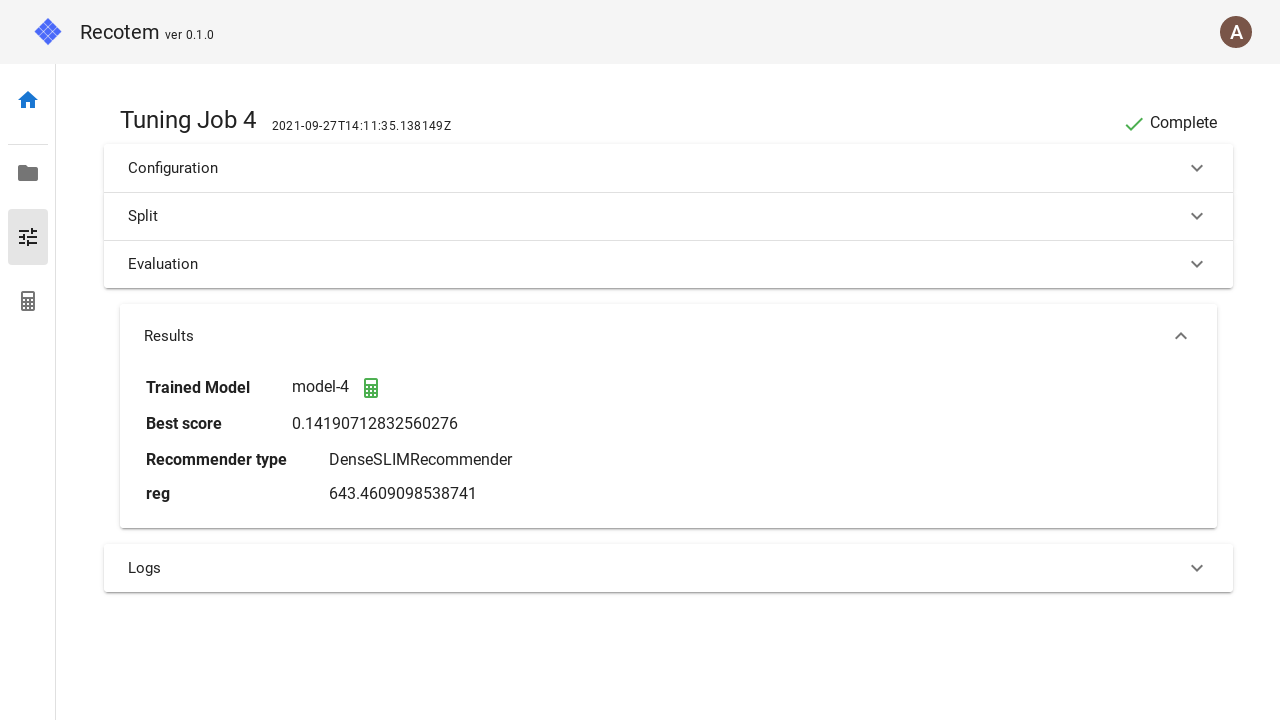 Recotem ver 0.1.0
A
Tuning Job 4 2021-09-27T14:11:35.138149Z
Complete
Configuration
Split
Evaluation
Results
Trained Model model-4
Best score 0.14190712832560276
Recommender type DenseSLIMRecommender
reg 643.4609098538741
Logs